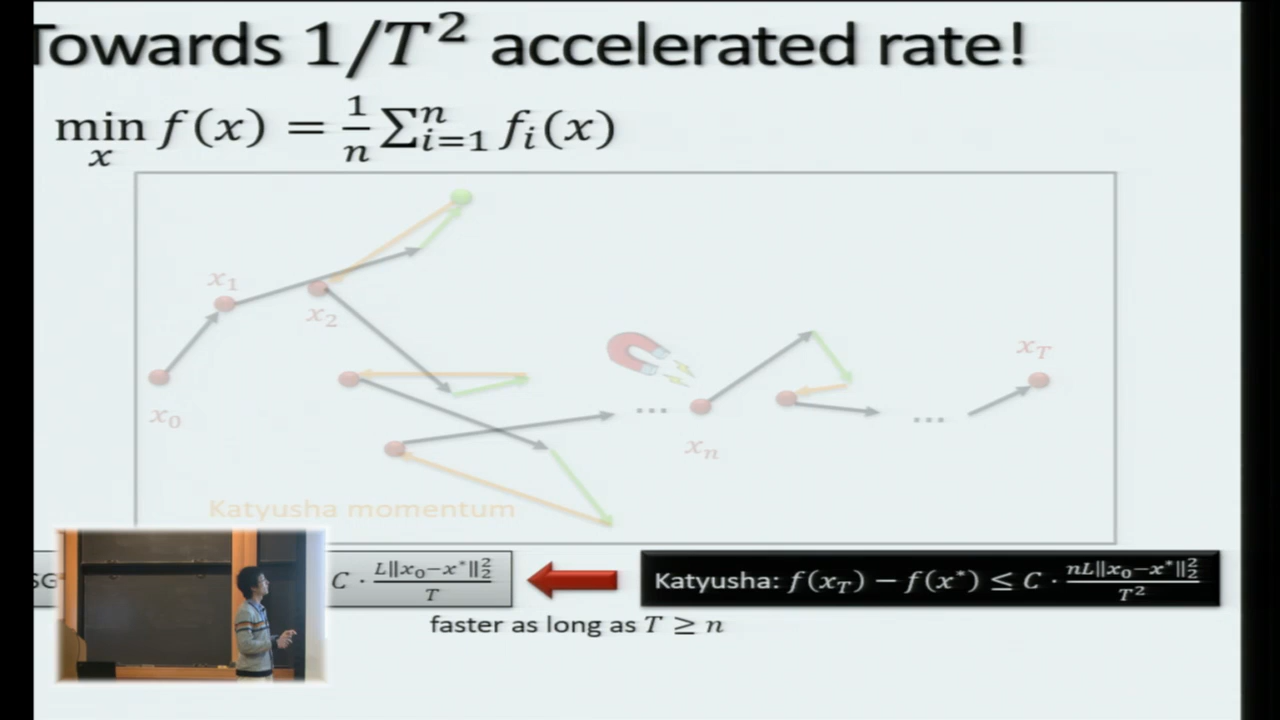 Towards 1/T² accelerated rate!
min f(x) = 1/n ∑ⁿᵢ₌₁ fᵢ(x)
x
x₁
x₂
x_T
x₀
...
...
xₙ
Katyusha momentum
C · L‖x₀−x*‖₂²/T
Katyusha: f(x_T) − f(x*) ≤ C · nL‖x₀−x*‖₂²/T²
faster as long as T ≥ n